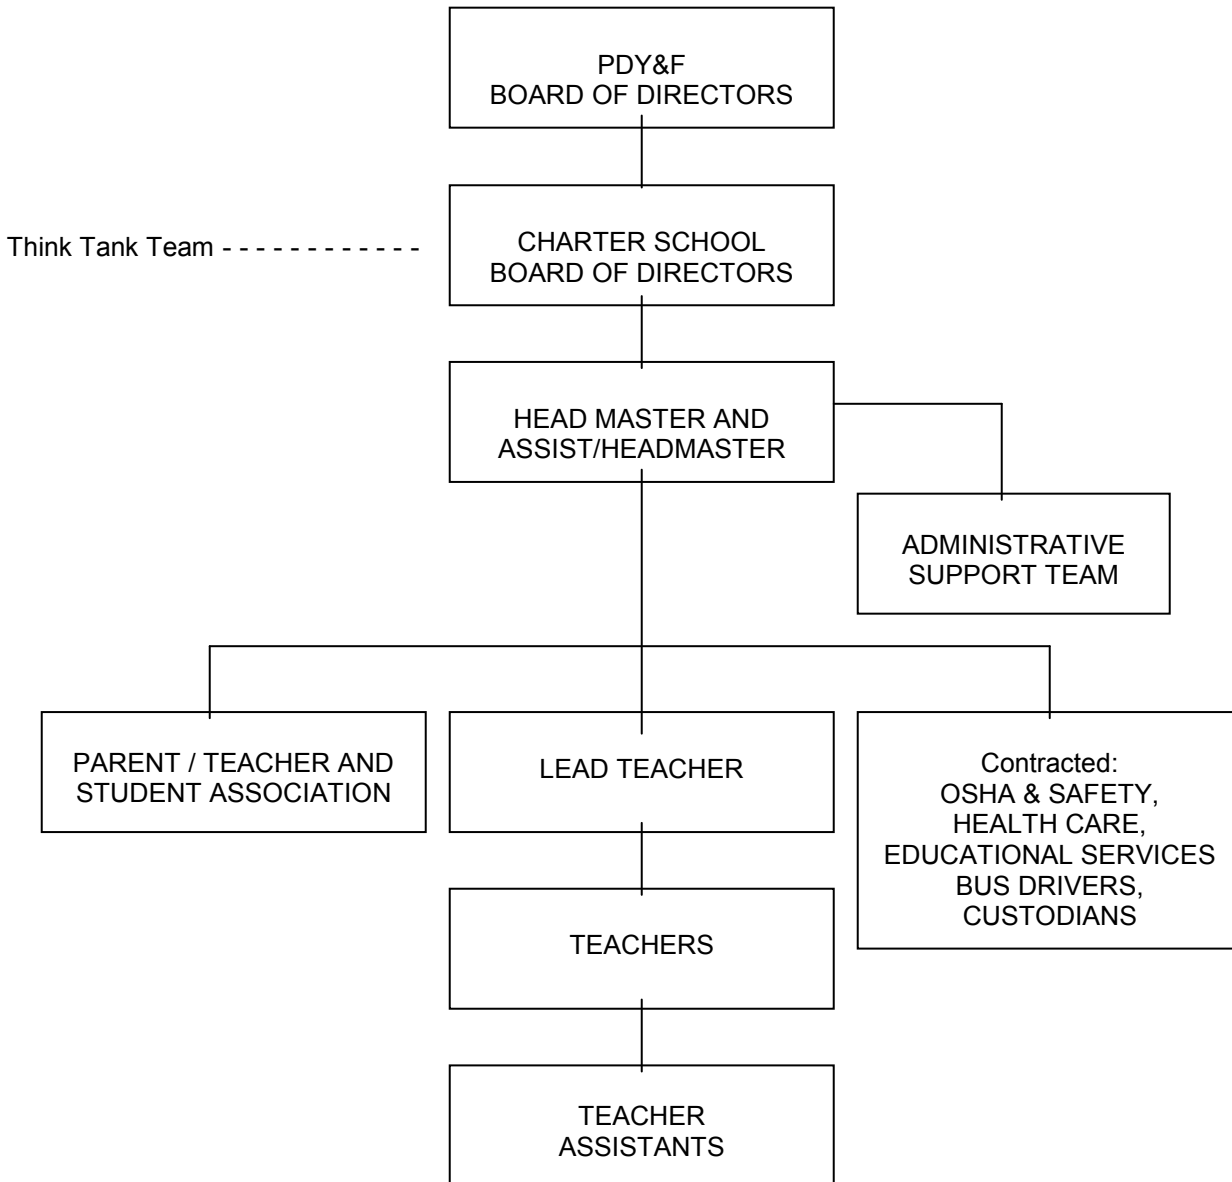 PDY&F
BOARD OF DIRECTORS
Think Tank Team - - - - - - - - - - - -
CHARTER SCHOOL
BOARD OF DIRECTORS
HEAD MASTER AND
ASSIST/HEADMASTER
ADMINISTRATIVE
SUPPORT TEAM
PARENT / TEACHER AND
STUDENT ASSOCIATION
LEAD TEACHER
Contracted:
OSHA & SAFETY,
HEALTH CARE,
EDUCATIONAL SERVICES
BUS DRIVERS,
CUSTODIANS
TEACHERS
TEACHER
ASSISTANTS